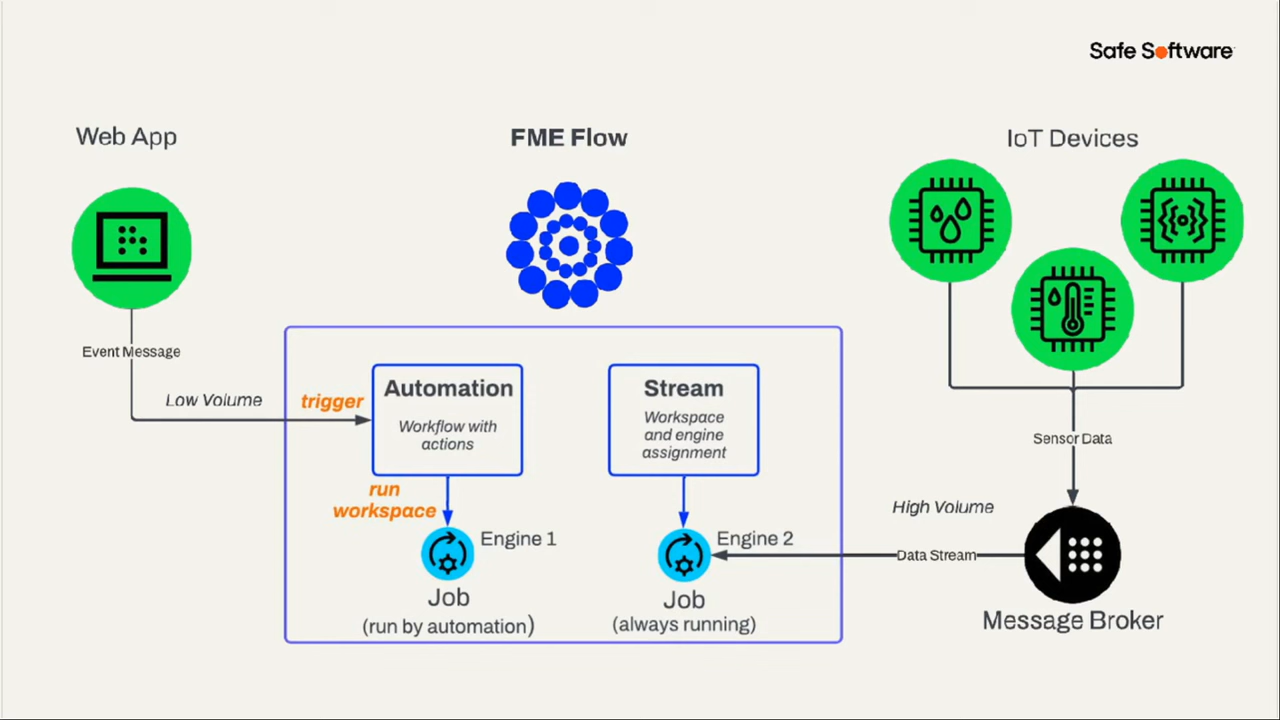 Safe Software
Web App
FME Flow
IoT Devices
Event Message
Low Volume
trigger
Automation
Workflow with
actions
run
workspace
Engine 1
Job
(run by automation)
Stream
Workspace
and engine
assignment
Engine 2
Job
(always running)
Sensor Data
High Volume
Data Stream
Message Broker